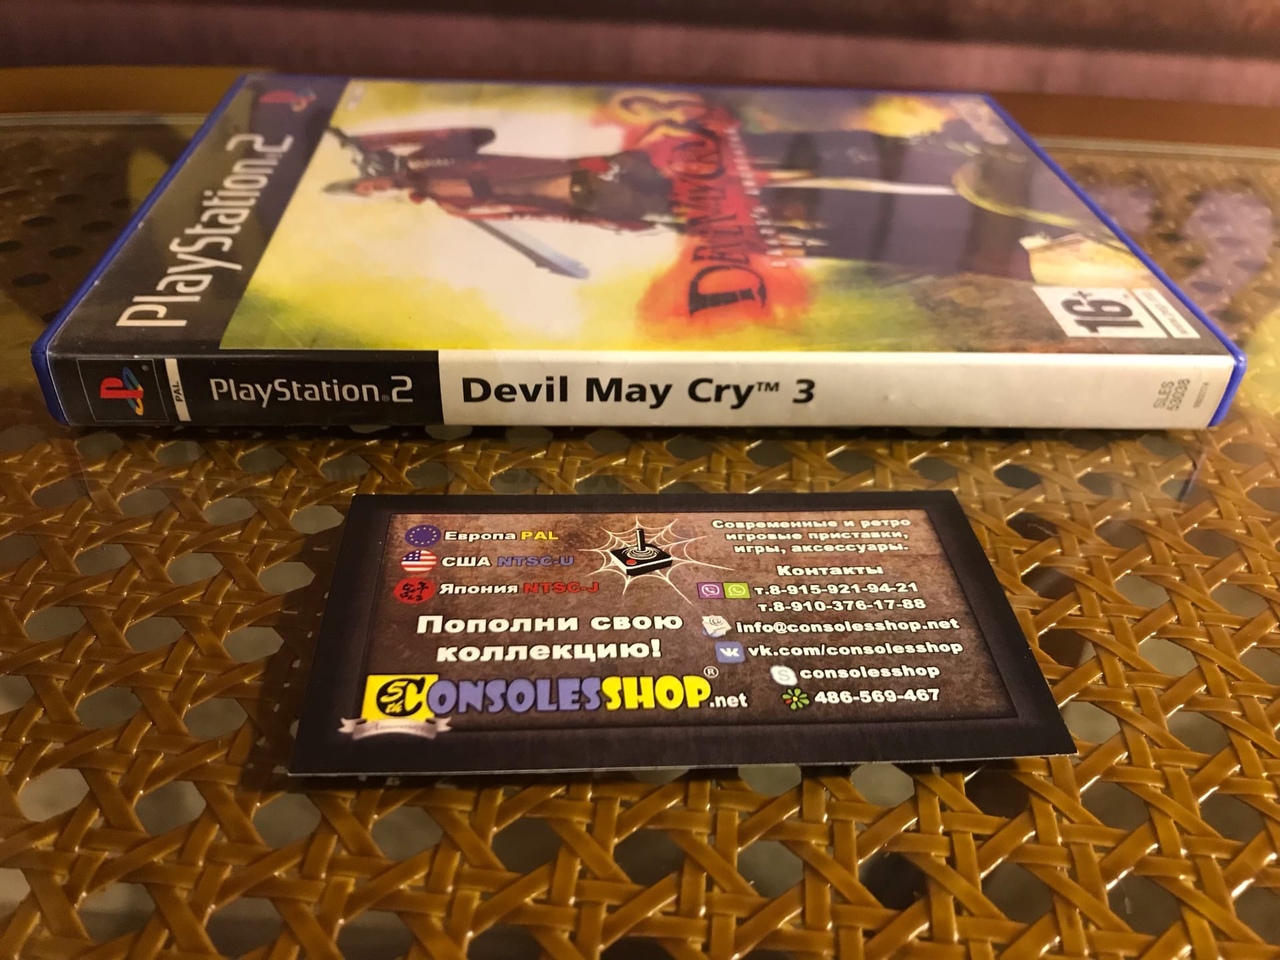 PlayStation.2
DEVIL MAY CRY 3
16+
PAL
PlayStation.2
Devil May Cry™ 3
SLES
53038
Европа PAL
США NTSC-U
Япония NTSC-J
Пополни свою
коллекцию!
CONSOLESSHOP.net
®
Современные и ретро
игровые приставки,
игры, аксессуары.
Контакты
т.8-915-921-94-21
т.8-910-376-17-88
info@consolesshop.net
vk.com/consolesshop
consolesshop
486-569-467